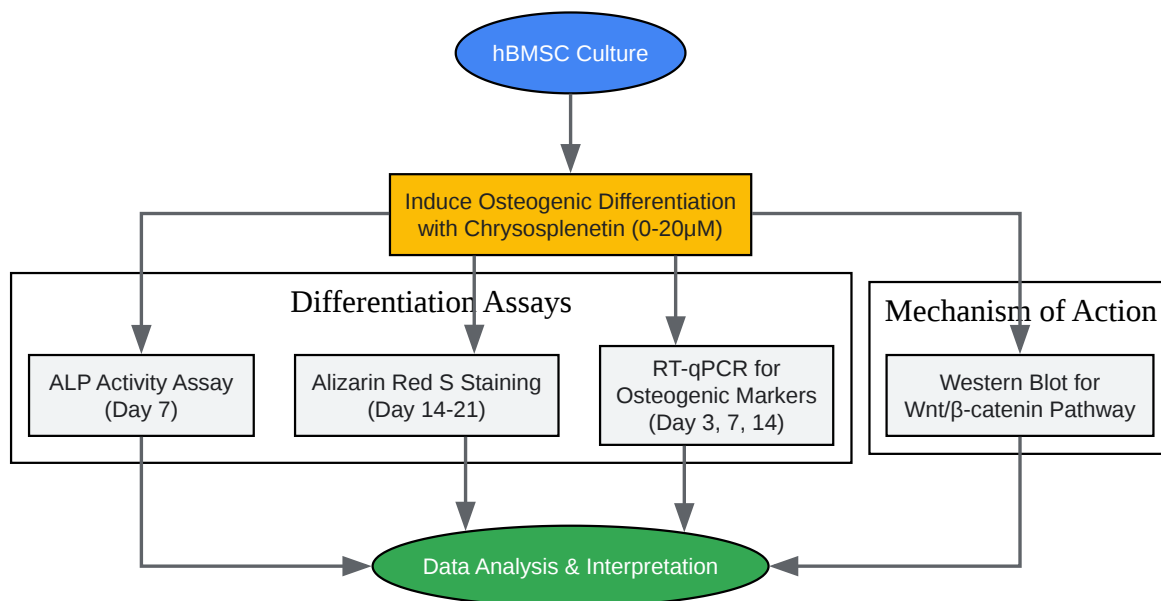 hBMSC Culture
Induce Osteogenic Differentiation
with Chrysosplenetin (0-20μM)
Differentiation Assays
Mechanism of Action
ALP Activity Assay
(Day 7)
Alizarin Red S Staining
(Day 14-21)
RT-qPCR for
Osteogenic Markers
(Day 3, 7, 14)
Western Blot for
Wnt/β-catenin Pathway
Data Analysis & Interpretation